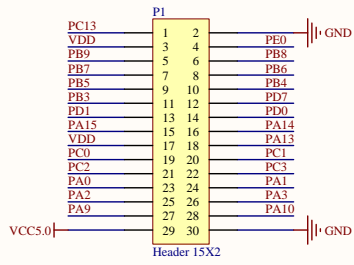 P1
PC13 1 2 GND
VDD 3 4 PE0
PB9 5 6 PB8
PB7 7 8 PB6
PB5 9 10 PB4
PB3 11 12 PD7
PD1 13 14 PD0
PA15 15 16 PA14
VDD 17 18 PA13
PC0 19 20 PC1
PC2 21 22 PC3
PA0 23 24 PA1
PA2 25 26 PA3
PA9 27 28 PA10
VCC5.0 29 30 GND
Header 15X2